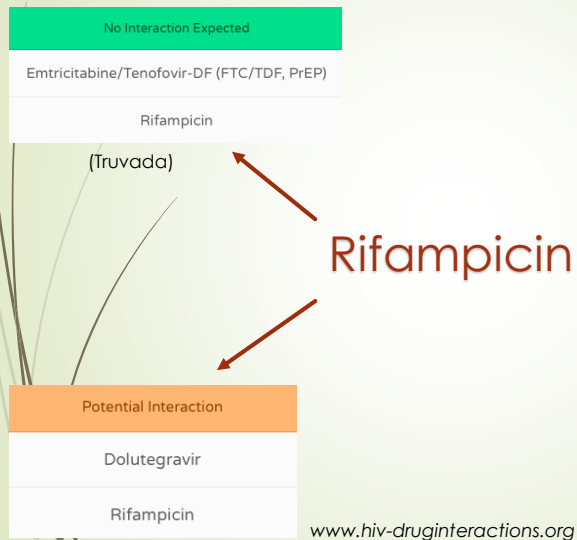 No Interaction Expected
Emtricitabine/Tenofovir-DF (FTC/TDF, PrEP)
Rifampicin
(Truvada)
Rifampicin
Potential Interaction
Dolutegravir
Rifampicin
www.hiv-druginteractions.org